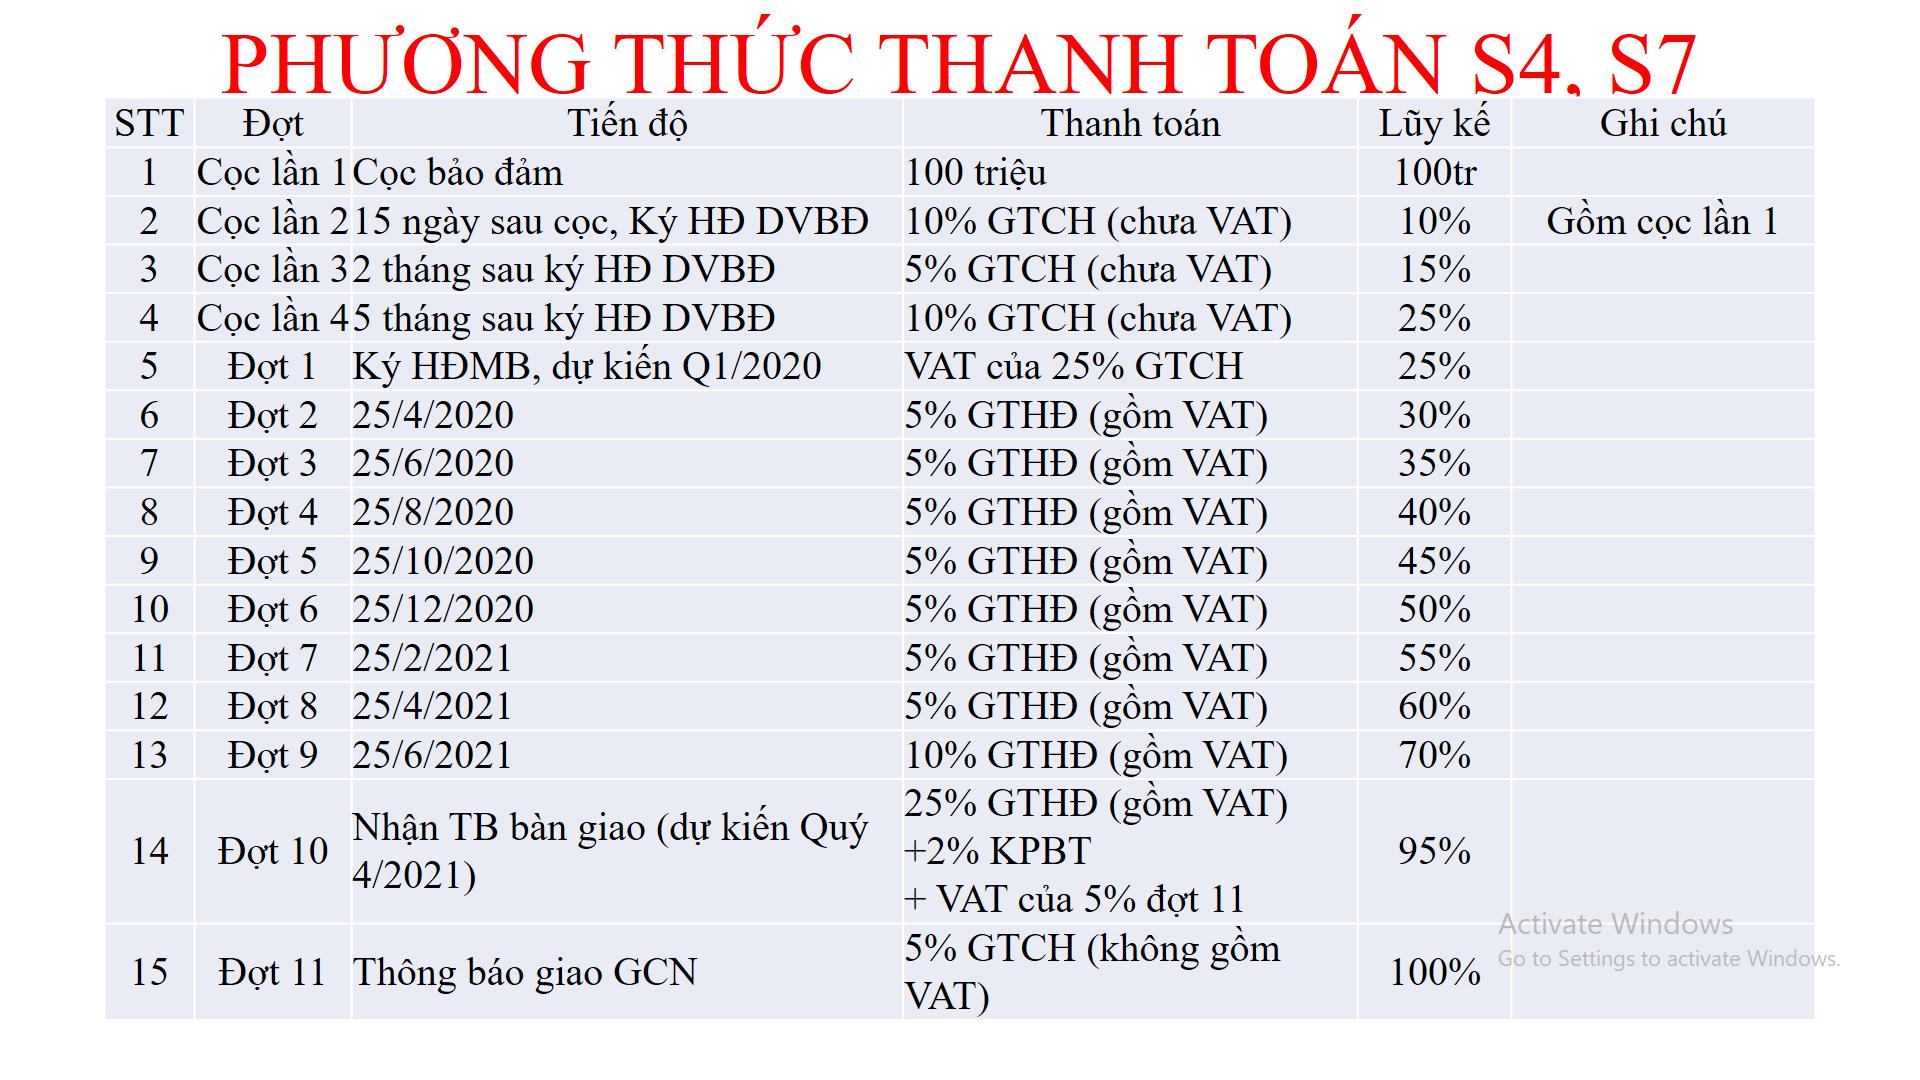 PHƯƠNG THỨC THANH TOÁN S4, S7
STT Đợt Tiến độ Thanh toán Lũy kế Ghi chú
1 Cọc lần 1 Cọc bảo đảm 100 triệu 100tr
2 Cọc lần 2 15 ngày sau cọc, Ký HĐ DVBĐ 10% GTCH (chưa VAT) 10% Gồm cọc lần 1
3 Cọc lần 3 2 tháng sau ký HĐ DVBĐ 5% GTCH (chưa VAT) 15%
4 Cọc lần 4 5 tháng sau ký HĐ DVBĐ 10% GTCH (chưa VAT) 25%
5 Đợt 1 Ký HĐMB, dự kiến Q1/2020 VAT của 25% GTCH 25%
6 Đợt 2 25/4/2020 5% GTHĐ (gồm VAT) 30%
7 Đợt 3 25/6/2020 5% GTHĐ (gồm VAT) 35%
8 Đợt 4 25/8/2020 5% GTHĐ (gồm VAT) 40%
9 Đợt 5 25/10/2020 5% GTHĐ (gồm VAT) 45%
10 Đợt 6 25/12/2020 5% GTHĐ (gồm VAT) 50%
11 Đợt 7 25/2/2021 5% GTHĐ (gồm VAT) 55%
12 Đợt 8 25/4/2021 5% GTHĐ (gồm VAT) 60%
13 Đợt 9 25/6/2021 10% GTHĐ (gồm VAT) 70%
14 Đợt 10 Nhận TB bàn giao (dự kiến Quý
4/2021)
25% GTHĐ (gồm VAT)
+2% KPBT
+ VAT của 5% đợt 11
95%
15 Đợt 11 Thông báo giao GCN
5% GTCH (không gồm
VAT)
100%
Activate Windows
Go to Settings to activate Windows.